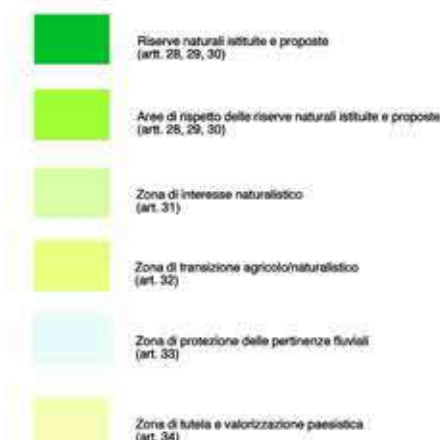 Riserve naturali istituite e proposte
(artt. 28, 29, 30)
Aree di rispetto delle riserve naturali istituite e proposte
(artt. 28, 29, 30)
Zona di interesse naturalistico
(art. 31)
Zona di transizione agricolo/naturalistico
(art. 32)
Zona di protezione delle pertinenze fluviali
(art. 33)
Zona di tutela e valorizzazione paesistica
(art. 34)